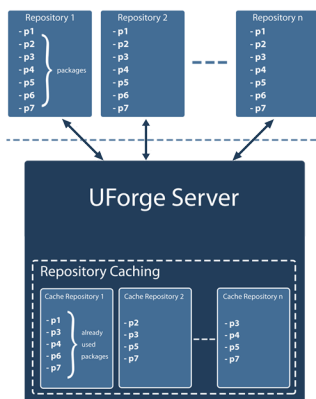 Repository 1
- p1
- p2
- p3
- p4
- p5
- p6
- p7
packages
Repository 2
- p1
- p2
- p3
- p4
- p5
- p6
- p7
Repository n
- p1
- p2
- p3
- p4
- p5
- p6
- p7
UForge Server
Repository Caching
Cache Repository 1
- p1
- p3
- p4
- p6
- p7
already
used
packages
Cache Repository 2
- p2
- p3
- p5
- p7
Cache Repository n
- p3
- p4
- p5
- p7